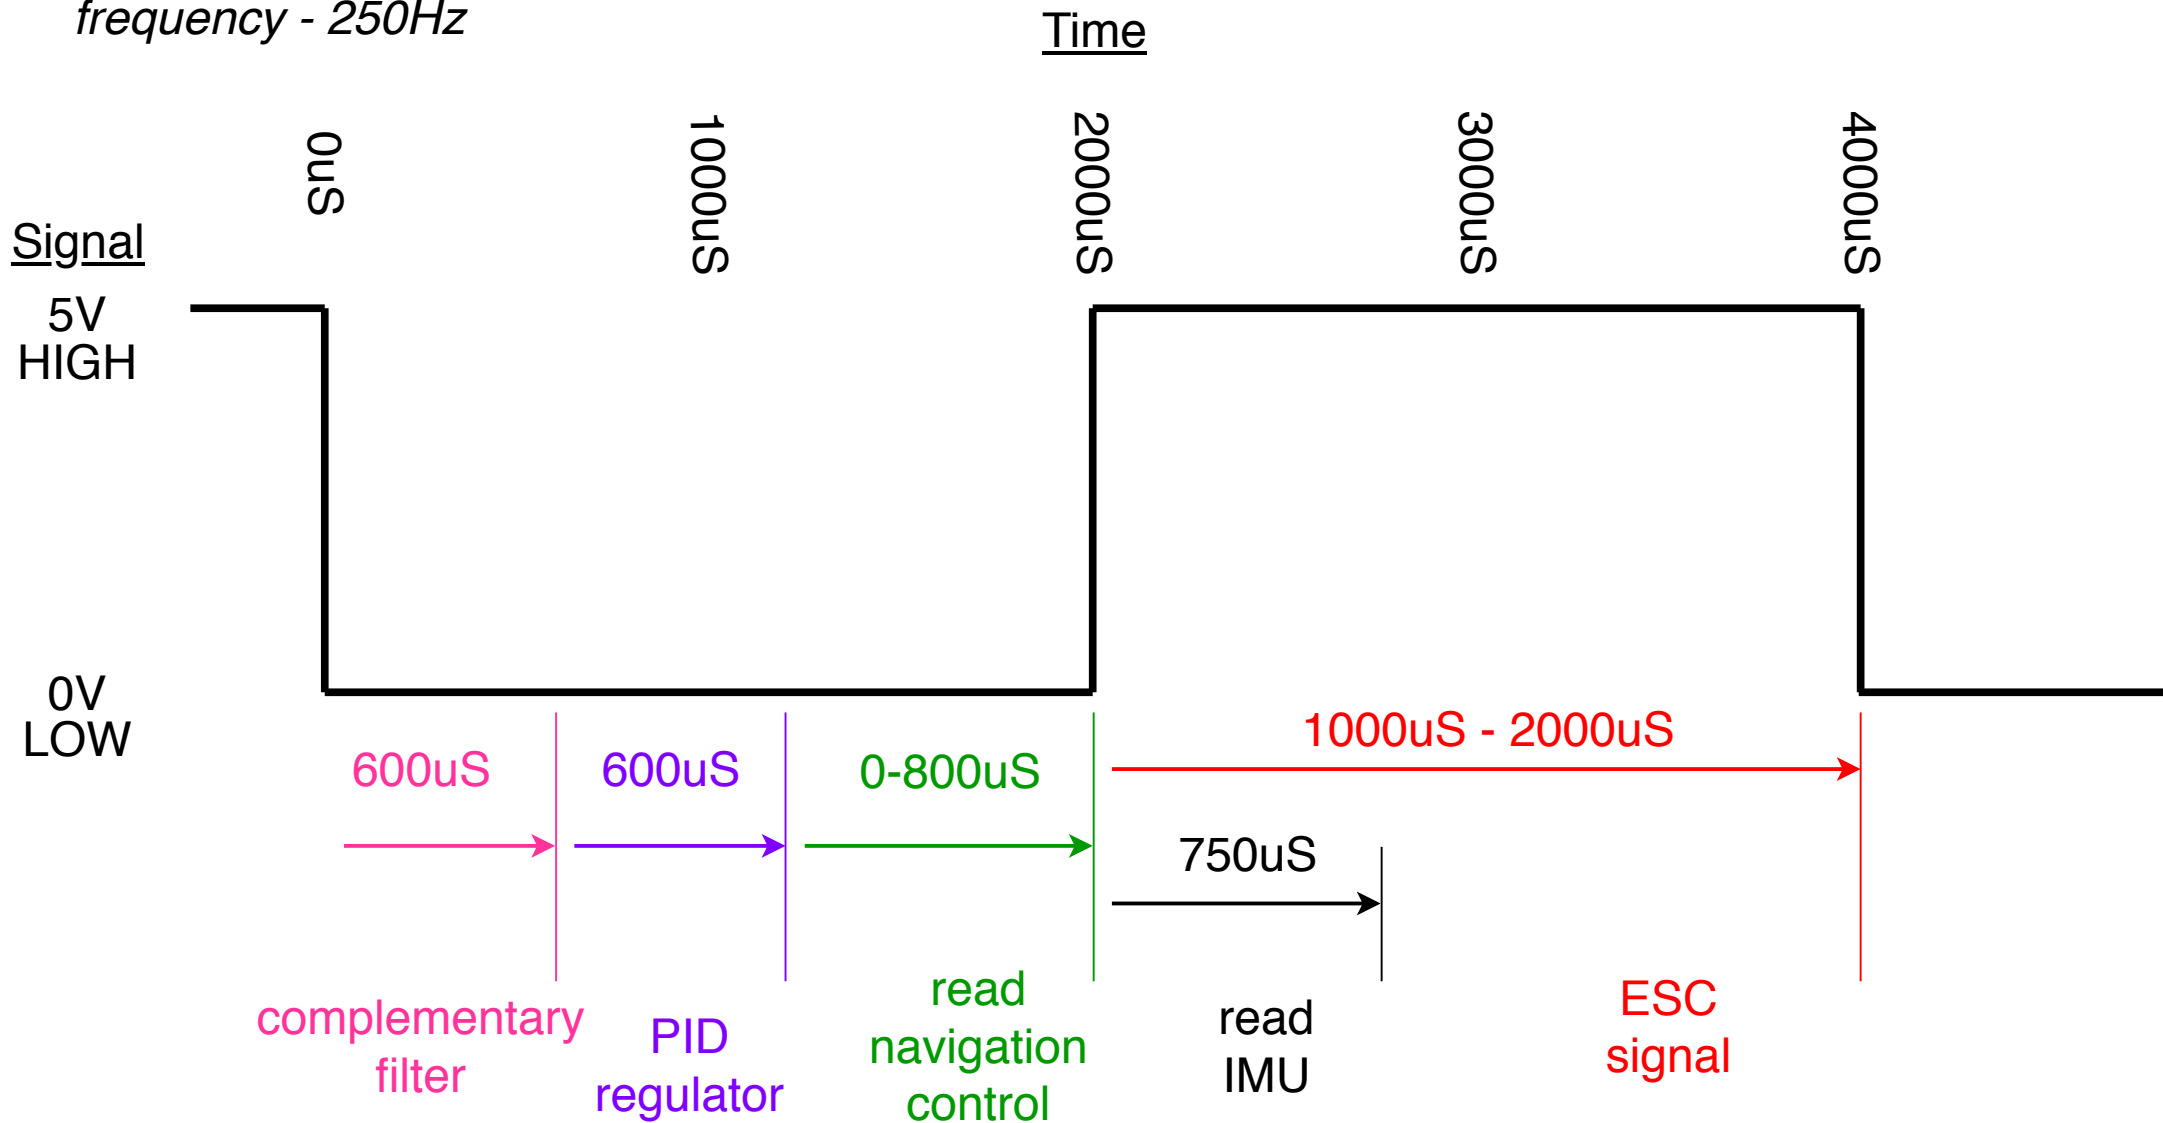 frequency - 250Hz
Time
0uS
1000uS
2000uS
3000uS
4000uS
Signal
5V
HIGH
0V
LOW
600uS
600uS
0-800uS
1000uS - 2000uS
750uS
complementary
filter
PID
regulator
read
navigation
control
read
IMU
ESC
signal